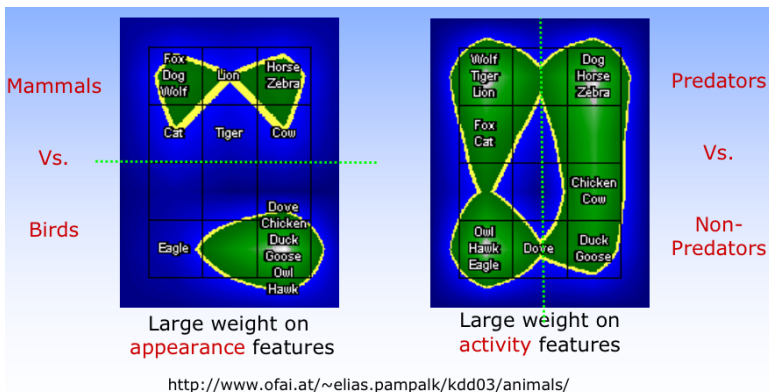 Mammals
Vs.
Birds
Fox
Dog
Wolf
Lion
Horse
Zebra
Cat
Tiger
Cow
Dove
Chicken
Duck
Goose
Owl
Hawk
Eagle
Large weight on
appearance features
Wolf
Tiger
Lion
Dog
Horse
Zebra
Fox
Cat
Chicken
Cow
Owl
Hawk
Eagle
Dove
Duck
Goose
Predators
Vs.
Non-
Predators
Large weight on
activity features
http://www.ofai.at/~elias.pampalk/kdd03/animals/